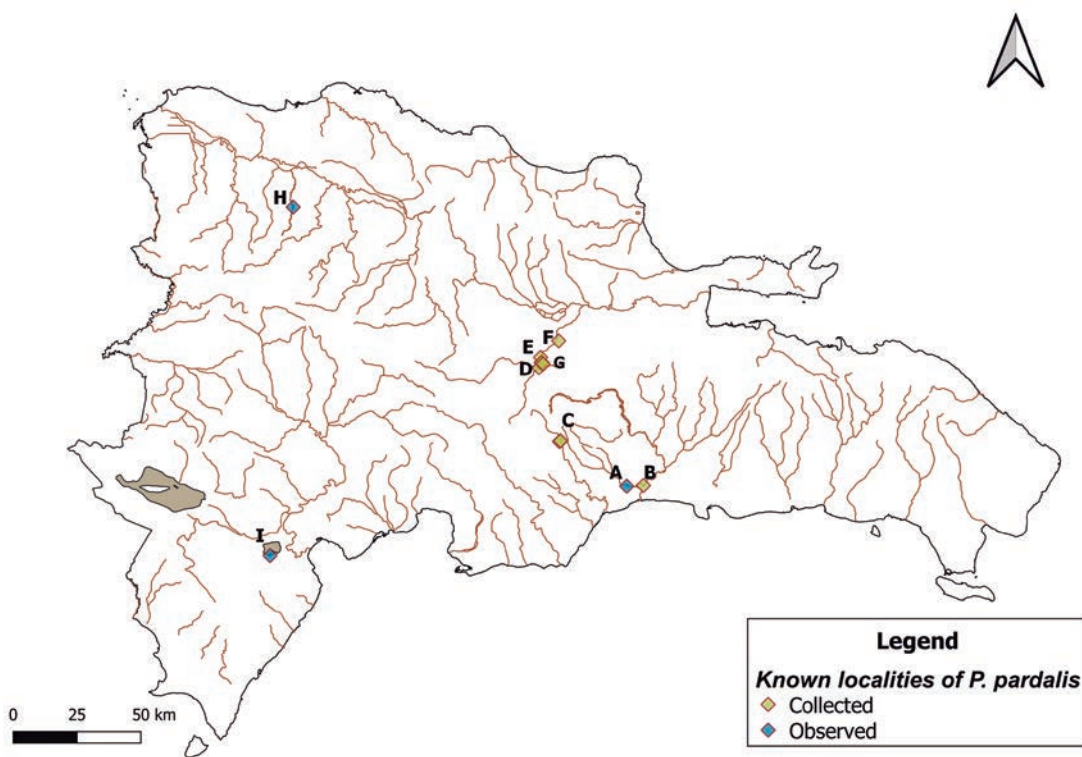 H
F
E
G
D
C
A
B
I
Legend
Known localities of P. pardalis
Collected
Observed
0 25 50 km